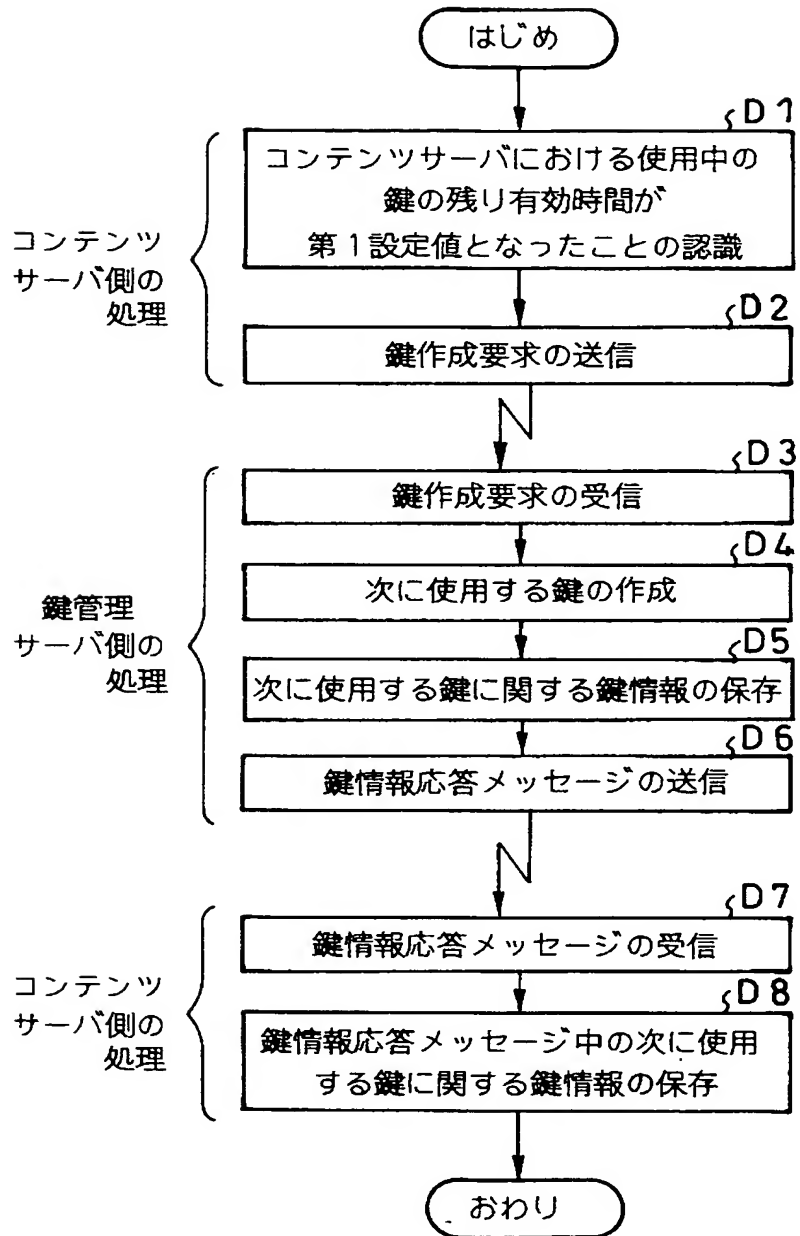 はじめ
D1
コンテンツサーバにおける使用中の
鍵の残り有効時間が
第1設定値となったことの認識
コンテンツ
サーバ側の
処理
D2
鍵作成要求の送信
D3
鍵作成要求の受信
D4
次に使用する鍵の作成
鍵管理
サーバ側の
処理
D5
次に使用する鍵に関する鍵情報の保存
D6
鍵情報応答メッセージの送信
D7
鍵情報応答メッセージの受信
コンテンツ
サーバ側の
処理
D8
鍵情報応答メッセージ中の次に使用
する鍵に関する鍵情報の保存
おわり